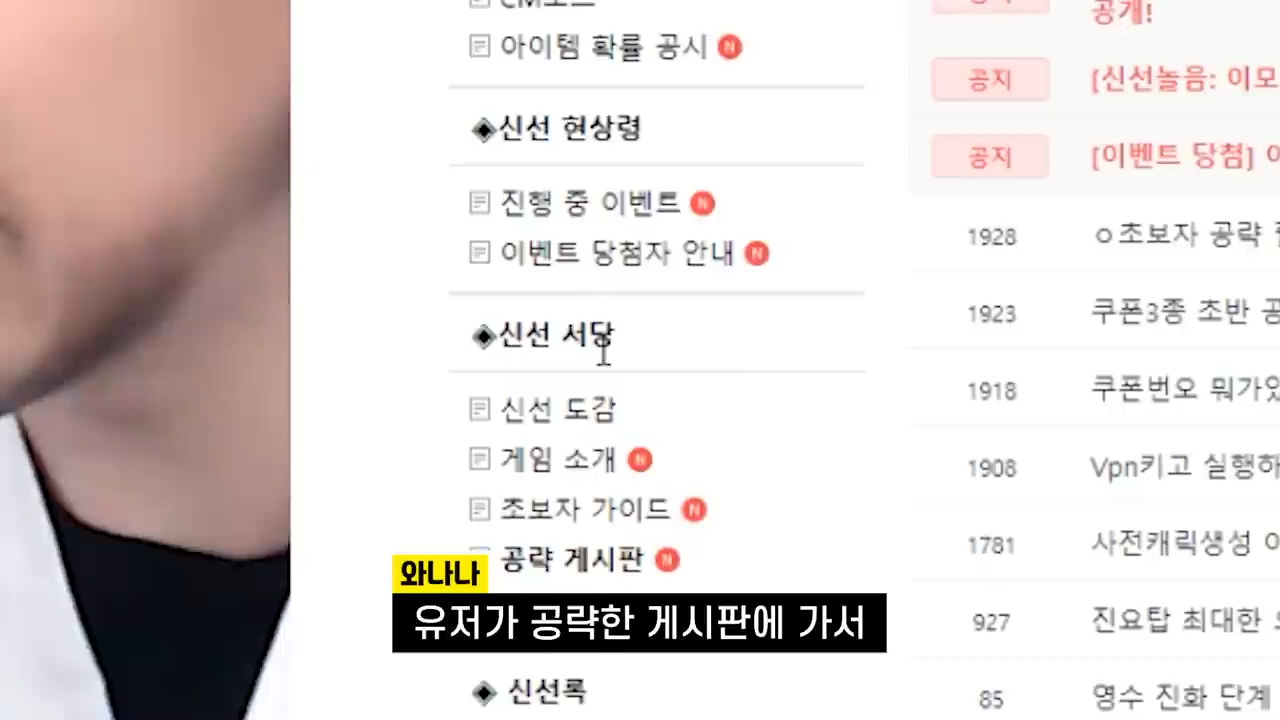 아이템 확률 공시 N
◈신선 현상령
진행 중 이벤트 N
이벤트 당첨자 안내 N
◈신선 서당
신선 도감
게임 소개 N
초보자 가이드 N
공략 게시판 N
와나나
유저가 공략한 게시판에 가서
◈ 신선록
공개!
공지 [신선놀음: 이모
공지 [이벤트 당첨]
1928 ㅇ초보자 공략
1923 쿠폰3종 초반
1918 쿠폰번오 뭐가있
1908 Vpn키고 실행하
1781 사전캐릭생성
927 진요탑 최대한
85 영수 진화 단계